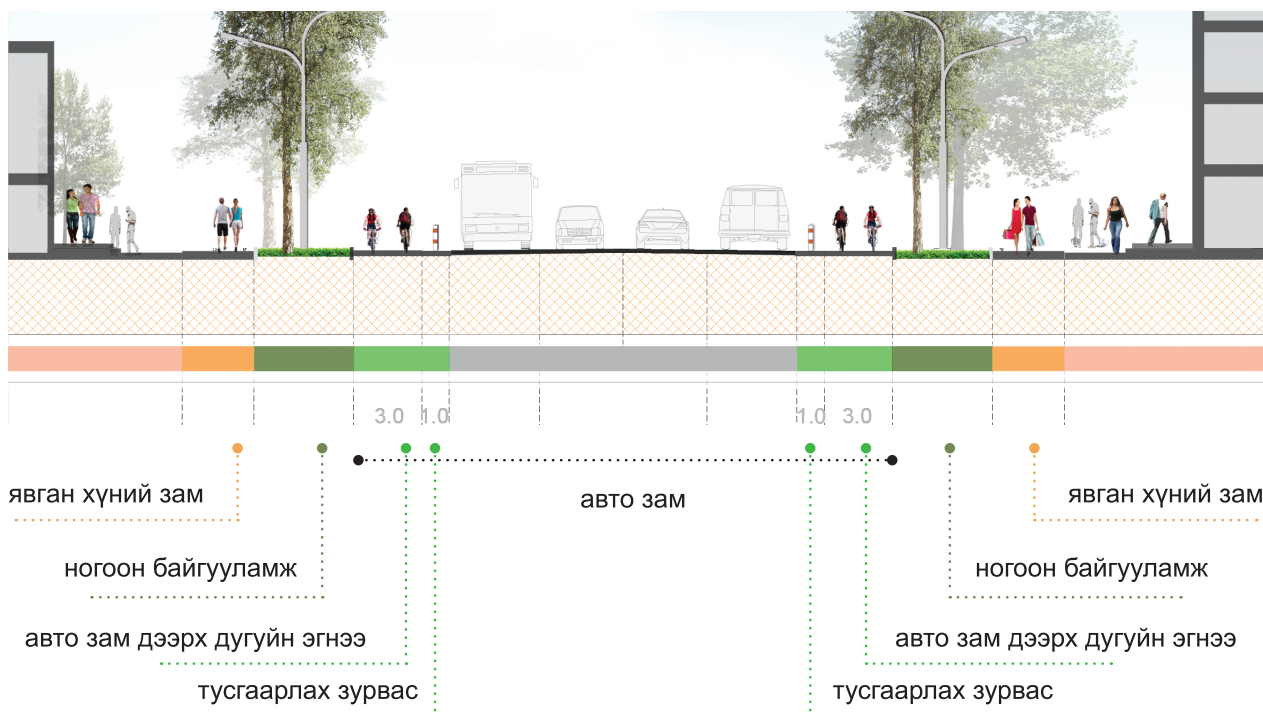 3.0 1.0 1.0 3.0
авто зам
явган хүний зам явган хүний зам
ногоон байгууламж ногоон байгууламж
авто зам дээрх дугуйн эгнээ авто зам дээрх дугуйн эгнээ
тусгаарлах зурвас тусгаарлах зурвас